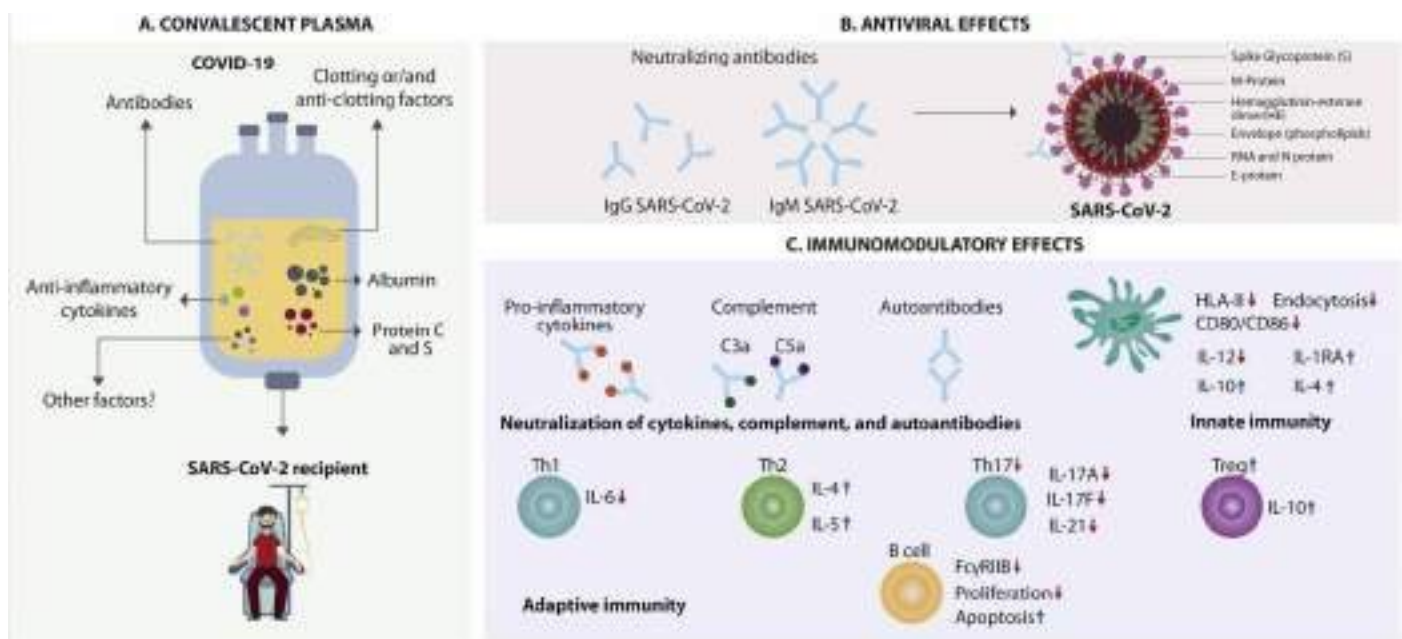 A. CONVALESCENT PLASMA
COVID-19
Antibodies
Clotting or/and
anti-clotting factors
Anti-inflammatory
cytokines
Albumin
Protein C
and S
Other factors?
SARS-CoV-2 recipient
B. ANTIVIRAL EFFECTS
Neutralizing antibodies
IgG SARS-CoV-2
IgM SARS-CoV-2
Spike Glycoprotein (S)
M-Protein
Envelope (phospholipids)
RNA and N protein
E-protein
SARS-CoV-2
C. IMMUNOMODULATORY EFFECTS
Pro-inflammatory
cytokines
Complement
C3a C5a
Autoantibodies
Neutralization of cytokines, complement, and autoantibodies
HLA-II↓ Endocytosis↓
CD80/CD86↓
IL-12↓ IL-1RA↑
IL-10↑ IL-4↑
Innate immunity
Th1
IL-6↓
Th2
IL-4↑
IL-5↑
Th17↓
IL-17A↓
IL-17F↓
IL-21↓
Treg↑
IL-10↑
B cell
FcγRIIB↓
Proliferation↓
Apoptosis↑
Adaptive immunity